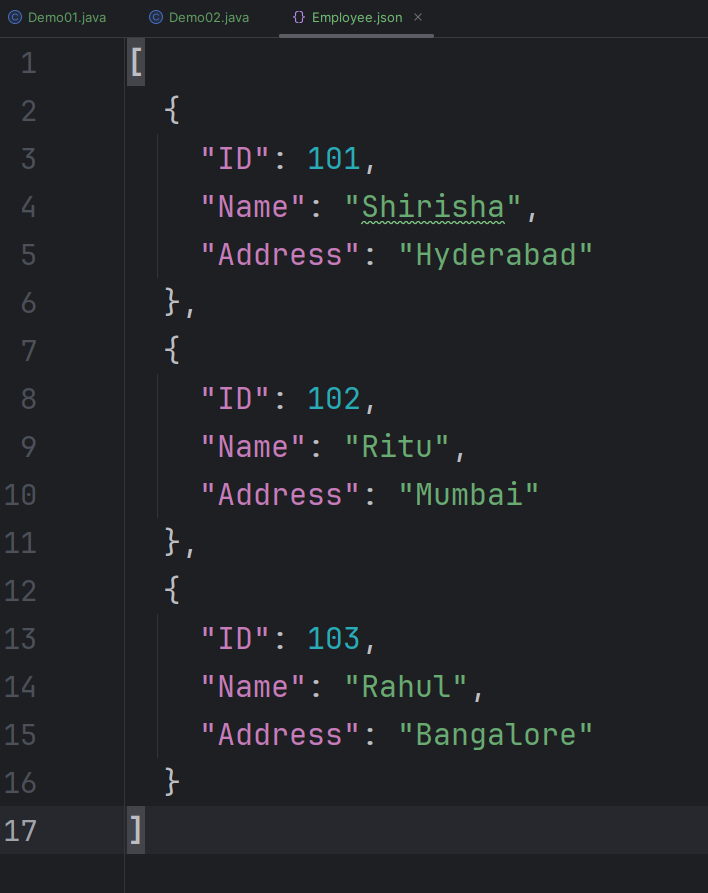 Demo01.java Demo02.java {} Employee.json ×
1 [
2 {
3 "ID": 101,
4 "Name": "Shirisha",
5 "Address": "Hyderabad"
6 },
7 {
8 "ID": 102,
9 "Name": "Ritu",
10 "Address": "Mumbai"
11 },
12 {
13 "ID": 103,
14 "Name": "Rahul",
15 "Address": "Bangalore"
16 }
17 ]